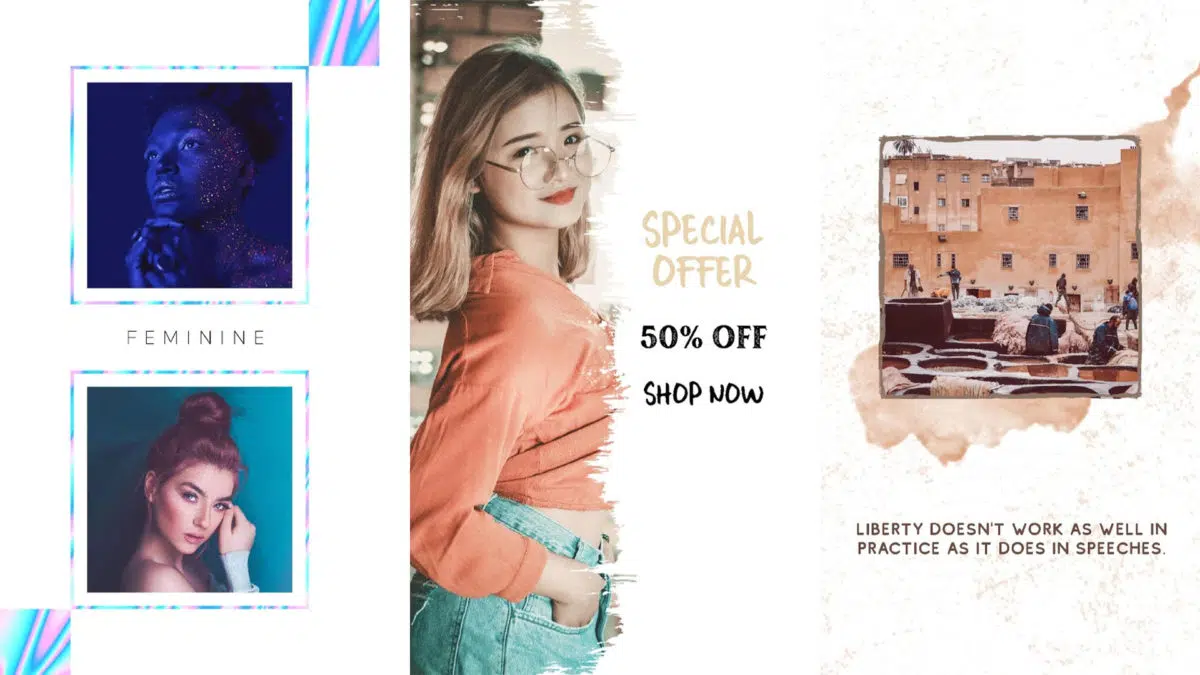 FEMININE
SPECIAL
OFFER
50% OFF
SHOP NOW
LIBERTY DOESN'T WORK AS WELL IN
PRACTICE AS IT DOES IN SPEECHES.